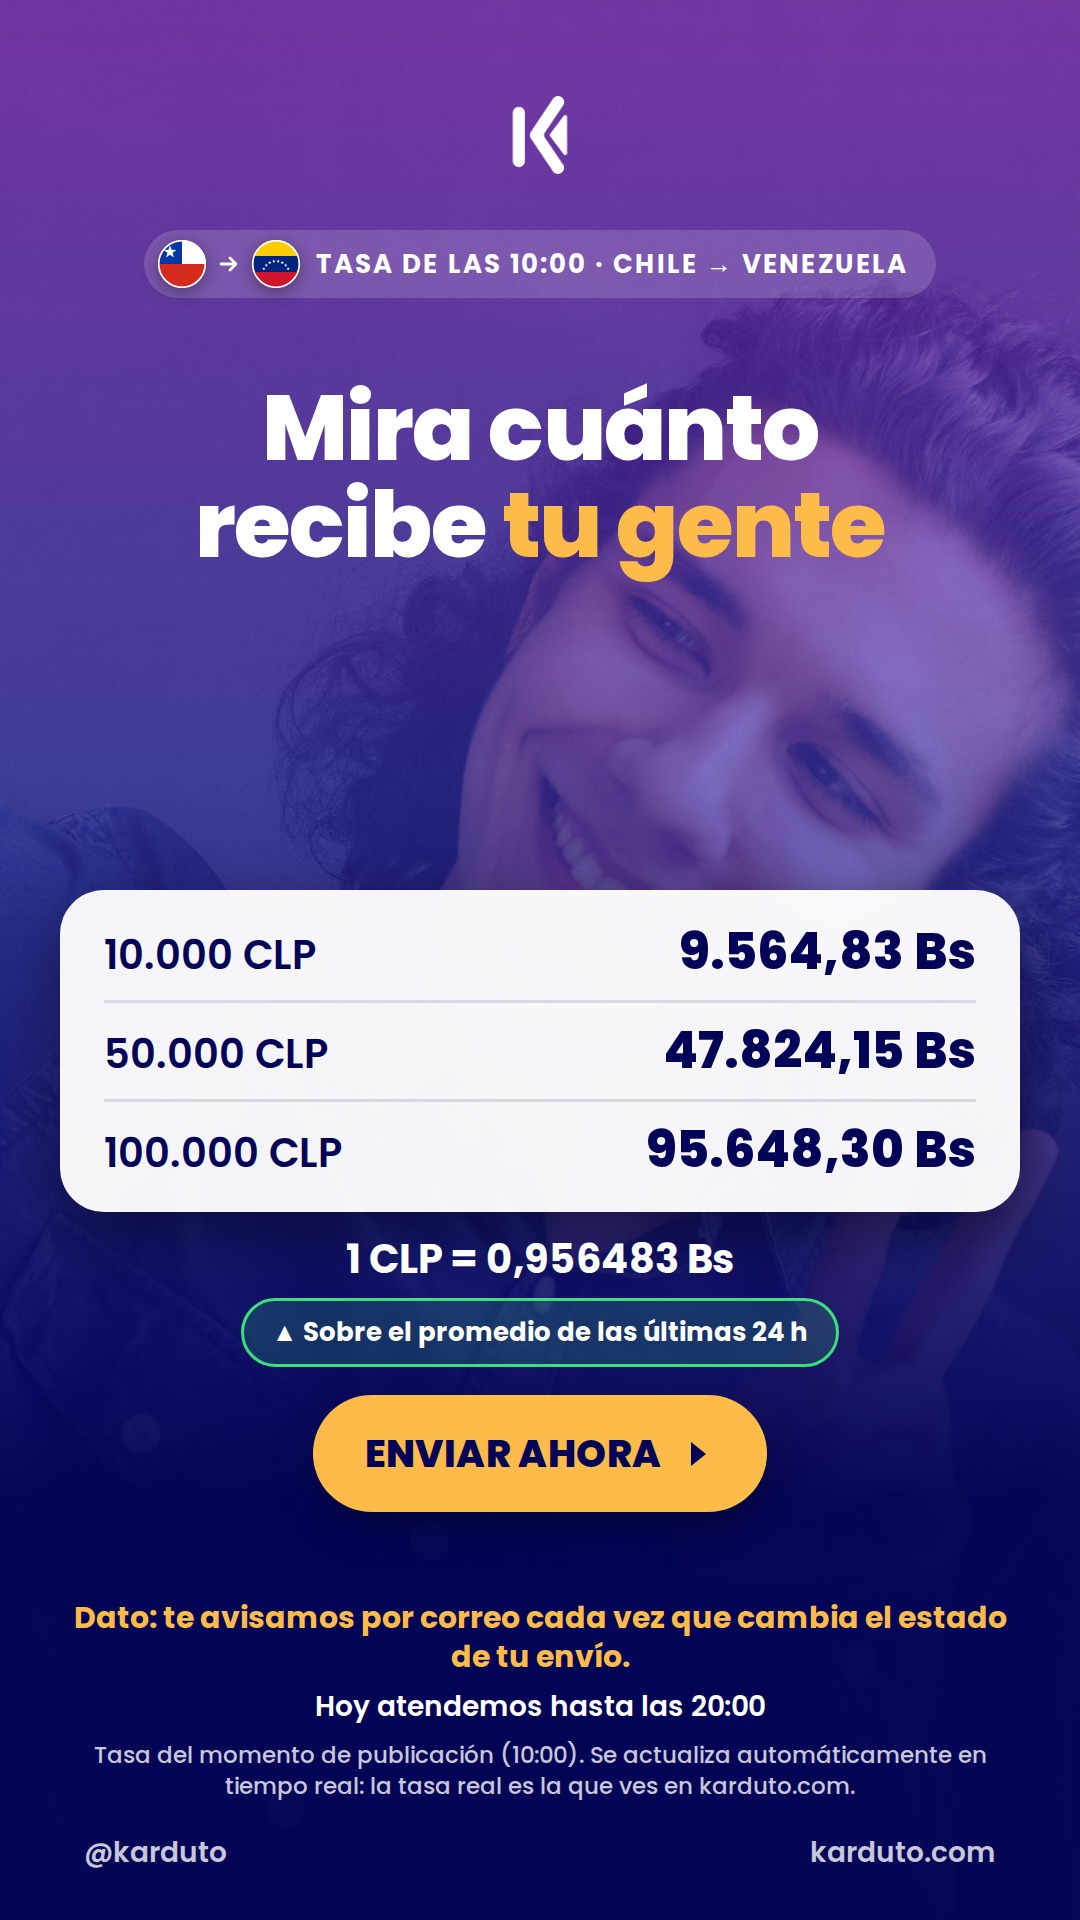 TASA DE LAS 10:00 · CHILE → VENEZUELA
Mira cuánto
recibe tu gente
10.000 CLP 9.564,83 Bs
50.000 CLP 47.824,15 Bs
100.000 CLP 95.648,30 Bs
1 CLP = 0,956483 Bs
▲ Sobre el promedio de las últimas 24 h
ENVIAR AHORA
Dato: te avisamos por correo cada vez que cambia el estado
de tu envío.
Hoy atendemos hasta las 20:00
Tasa del momento de publicación (10:00). Se actualiza automáticamente en
tiempo real: la tasa real es la que ves en karduto.com.
@karduto karduto.com